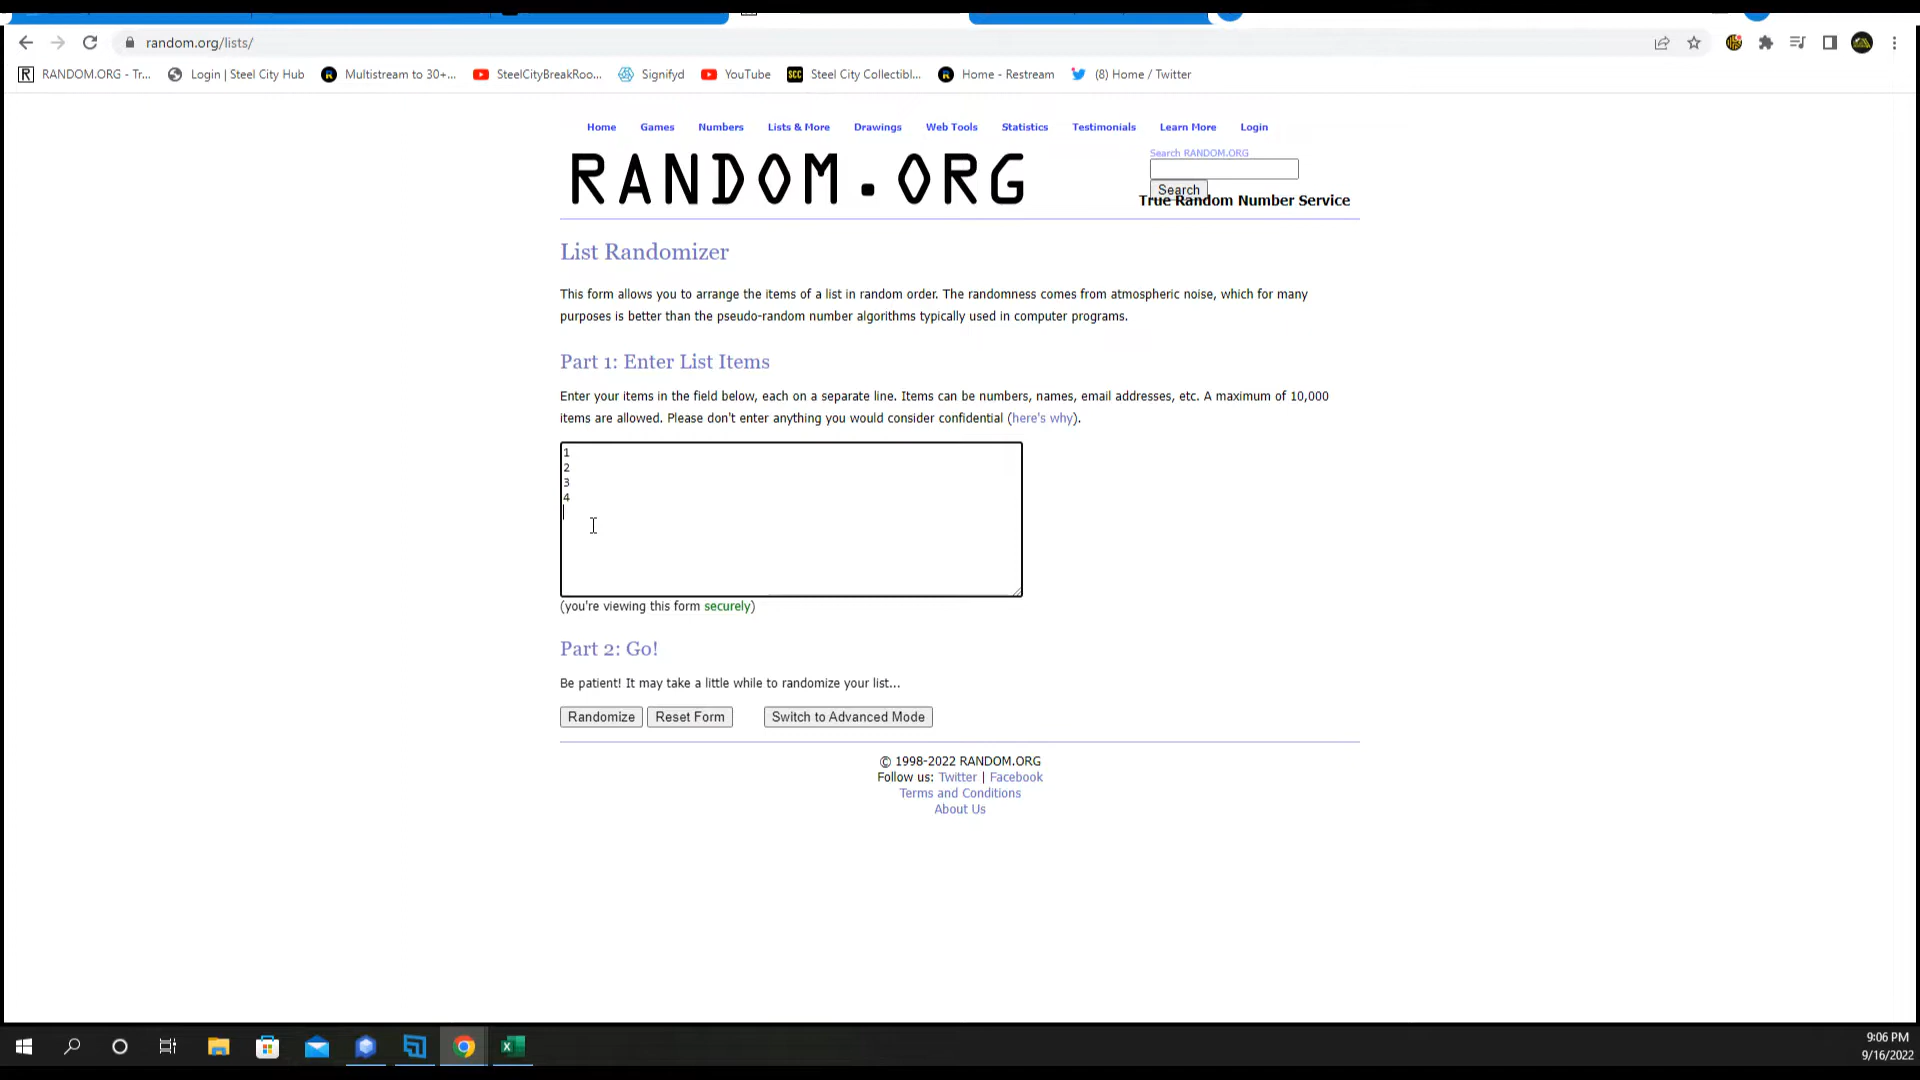 random.org/lists/
RANDOM.ORG - Tr... Login | Steel City Hub Multistream to 30+... SteelCityBreakRoo... Signifyd YouTube SCC Steel City Collectibl... Home - Restream (8) Home / Twitter
Home Games Numbers Lists & More Drawings Web Tools Statistics Testimonials Learn More Login
RANDOM.ORG
Search RANDOM.ORG
Search
True Random Number Service
List Randomizer
This form allows you to arrange the items of a list in random order. The randomness comes from atmospheric noise, which for many
purposes is better than the pseudo-random number algorithms typically used in computer programs.
Part 1: Enter List Items
Enter your items in the field below, each on a separate line. Items can be numbers, names, email addresses, etc. A maximum of 10,000
items are allowed. Please don't enter anything you would consider confidential (here's why).
1
2
3
4
(you're viewing this form securely)
Part 2: Go!
Be patient! It may take a little while to randomize your list...
Randomize Reset Form Switch to Advanced Mode
© 1998-2022 RANDOM.ORG
Follow us: Twitter | Facebook
Terms and Conditions
About Us
9:06 PM
9/16/2022